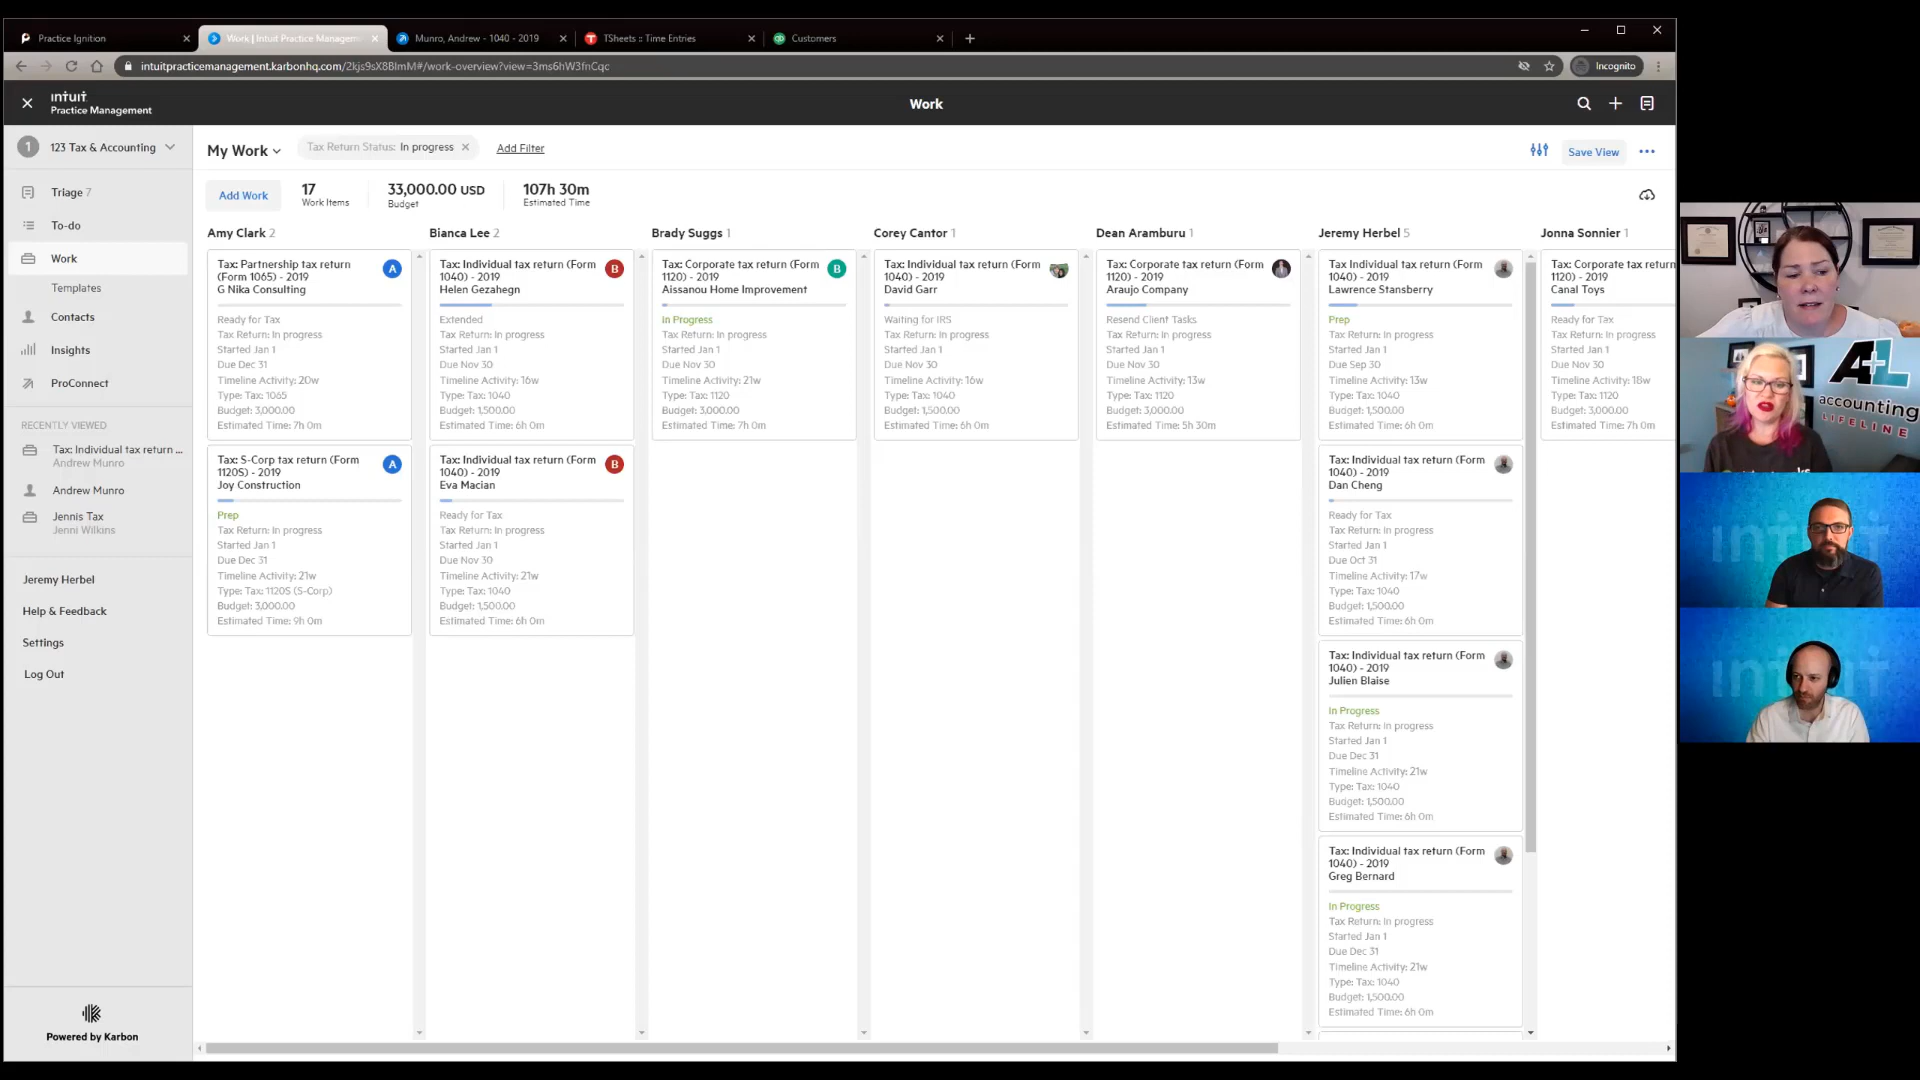 Practice Ignition
Work | Intuit Practice Managemen
Munro, Andrew - 1040 - 2019
TSheets :: Time Entries
Customers
intuitpracticemanagement.karbonhq.com/2kjs9sX8BlmM#/work-overview?view=3ms6hW3fnCqc
Incognito
intuit
Practice Management
Work
1
123 Tax & Accounting
Triage 7
To-do
Work
Templates
Contacts
Insights
ProConnect
RECENTLY VIEWED
Tax: Individual tax return ...
Andrew Munro
Andrew Munro
Jennis Tax
Jenni Wilkins
Jeremy Herbel
Help & Feedback
Settings
Log Out
Powered by Karbon
My Work
Tax Return Status: In progress
Add Filter
Save View
Add Work
17
Work Items
33,000.00 USD
Budget
107h 30m
Estimated Time
Amy Clark 2
Tax: Partnership tax return
(Form 1065) - 2019
G Nika Consulting
A
Ready for Tax
Tax Return: In progress
Started Jan 1
Due Dec 31
Timeline Activity: 20w
Type: Tax: 1065
Budget: 3,000.00
Estimated Time: 7h 0m
Tax: S-Corp tax return (Form
1120S) - 2019
Joy Construction
A
Prep
Tax Return: In progress
Started Jan 1
Due Dec 31
Timeline Activity: 21w
Type: Tax: 1120S (S-Corp)
Budget: 3,000.00
Estimated Time: 9h 0m
Bianca Lee 2
Tax: Individual tax return (Form
1040) - 2019
Helen Gezahegn
B
Extended
Tax Return: In progress
Started Jan 1
Due Nov 30
Timeline Activity: 16w
Type: Tax: 1040
Budget: 1,500.00
Estimated Time: 6h 0m
Tax: Individual tax return (Form
1040) - 2019
Eva Macian
B
Ready for Tax
Tax Return: In progress
Started Jan 1
Due Nov 30
Timeline Activity: 21w
Type: Tax: 1040
Budget: 1,500.00
Estimated Time: 6h 0m
Brady Suggs 1
Tax: Corporate tax return (Form
1120) - 2019
Aissanou Home Improvement
B
In Progress
Tax Return: In progress
Started Jan 1
Due Nov 30
Timeline Activity: 21w
Type: Tax: 1120
Budget: 3,000.00
Estimated Time: 7h 0m
Corey Cantor 1
Tax: Individual tax return (Form
1040) - 2019
David Garr
Waiting for IRS
Tax Return: In progress
Started Jan 1
Due Nov 30
Timeline Activity: 16w
Type: Tax: 1040
Budget: 1,500.00
Estimated Time: 6h 0m
Dean Aramburu 1
Tax: Corporate tax return (Form
1120) - 2019
Araujo Company
Resend Client Tasks
Tax Return: In progress
Started Jan 1
Due Nov 30
Timeline Activity: 13w
Type: Tax: 1120
Budget: 3,000.00
Estimated Time: 5h 30m
Jeremy Herbel 5
Tax: Individual tax return (Form
1040) - 2019
Lawrence Stansberry
Prep
Tax Return: In progress
Started Jan 1
Due Sep 30
Timeline Activity: 13w
Type: Tax: 1040
Budget: 1,500.00
Estimated Time: 6h 0m
Tax: Individual tax return (Form
1040) - 2019
Dan Cheng
Ready for Tax
Tax Return: In progress
Started Jan 1
Due Oct 31
Timeline Activity: 17w
Type: Tax: 1040
Budget: 1,500.00
Estimated Time: 6h 0m
Tax: Individual tax return (Form
1040) - 2019
Julien Blaise
In Progress
Tax Return: In progress
Started Jan 1
Due Dec 31
Timeline Activity: 21w
Type: Tax: 1040
Budget: 1,500.00
Estimated Time: 6h 0m
Tax: Individual tax return (Form
1040) - 2019
Greg Bernard
In Progress
Tax Return: In progress
Started Jan 1
Due Dec 31
Timeline Activity: 21w
Type: Tax: 1040
Budget: 1,500.00
Estimated Time: 6h 0m
Jonna Sonnier 1
Tax: Corporate tax return
1120) - 2019
Canal Toys
Ready for Tax
Tax Return: In progress
Started Jan 1
Due Nov 30
Timeline Activity: 18w
Type: Tax: 1120
Budget: 3,000.00
Estimated Time: 7h 0m
A+L
accounting
LIFELINE